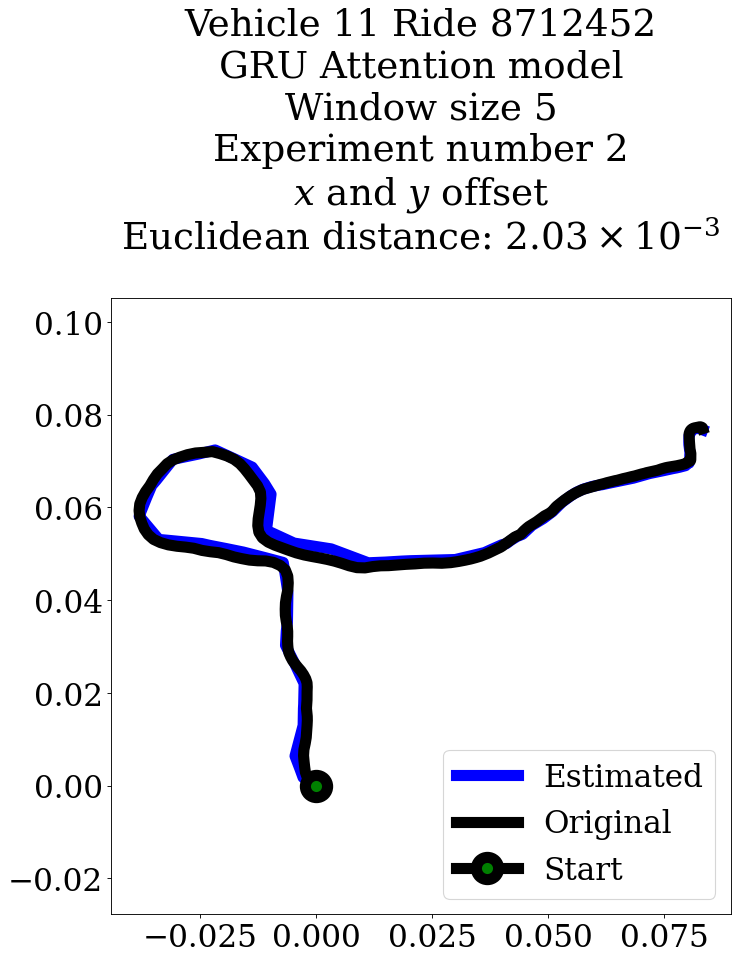 Vehicle 11 Ride 8712452
GRU Attention model
Window size 5
Experiment number 2
x and y offset
Euclidean distance: 2.03 × 10⁻³
0.10
0.08
0.06
0.04
0.02
0.00
−0.02
Estimated
Original
Start
−0.025 0.000 0.025 0.050 0.075